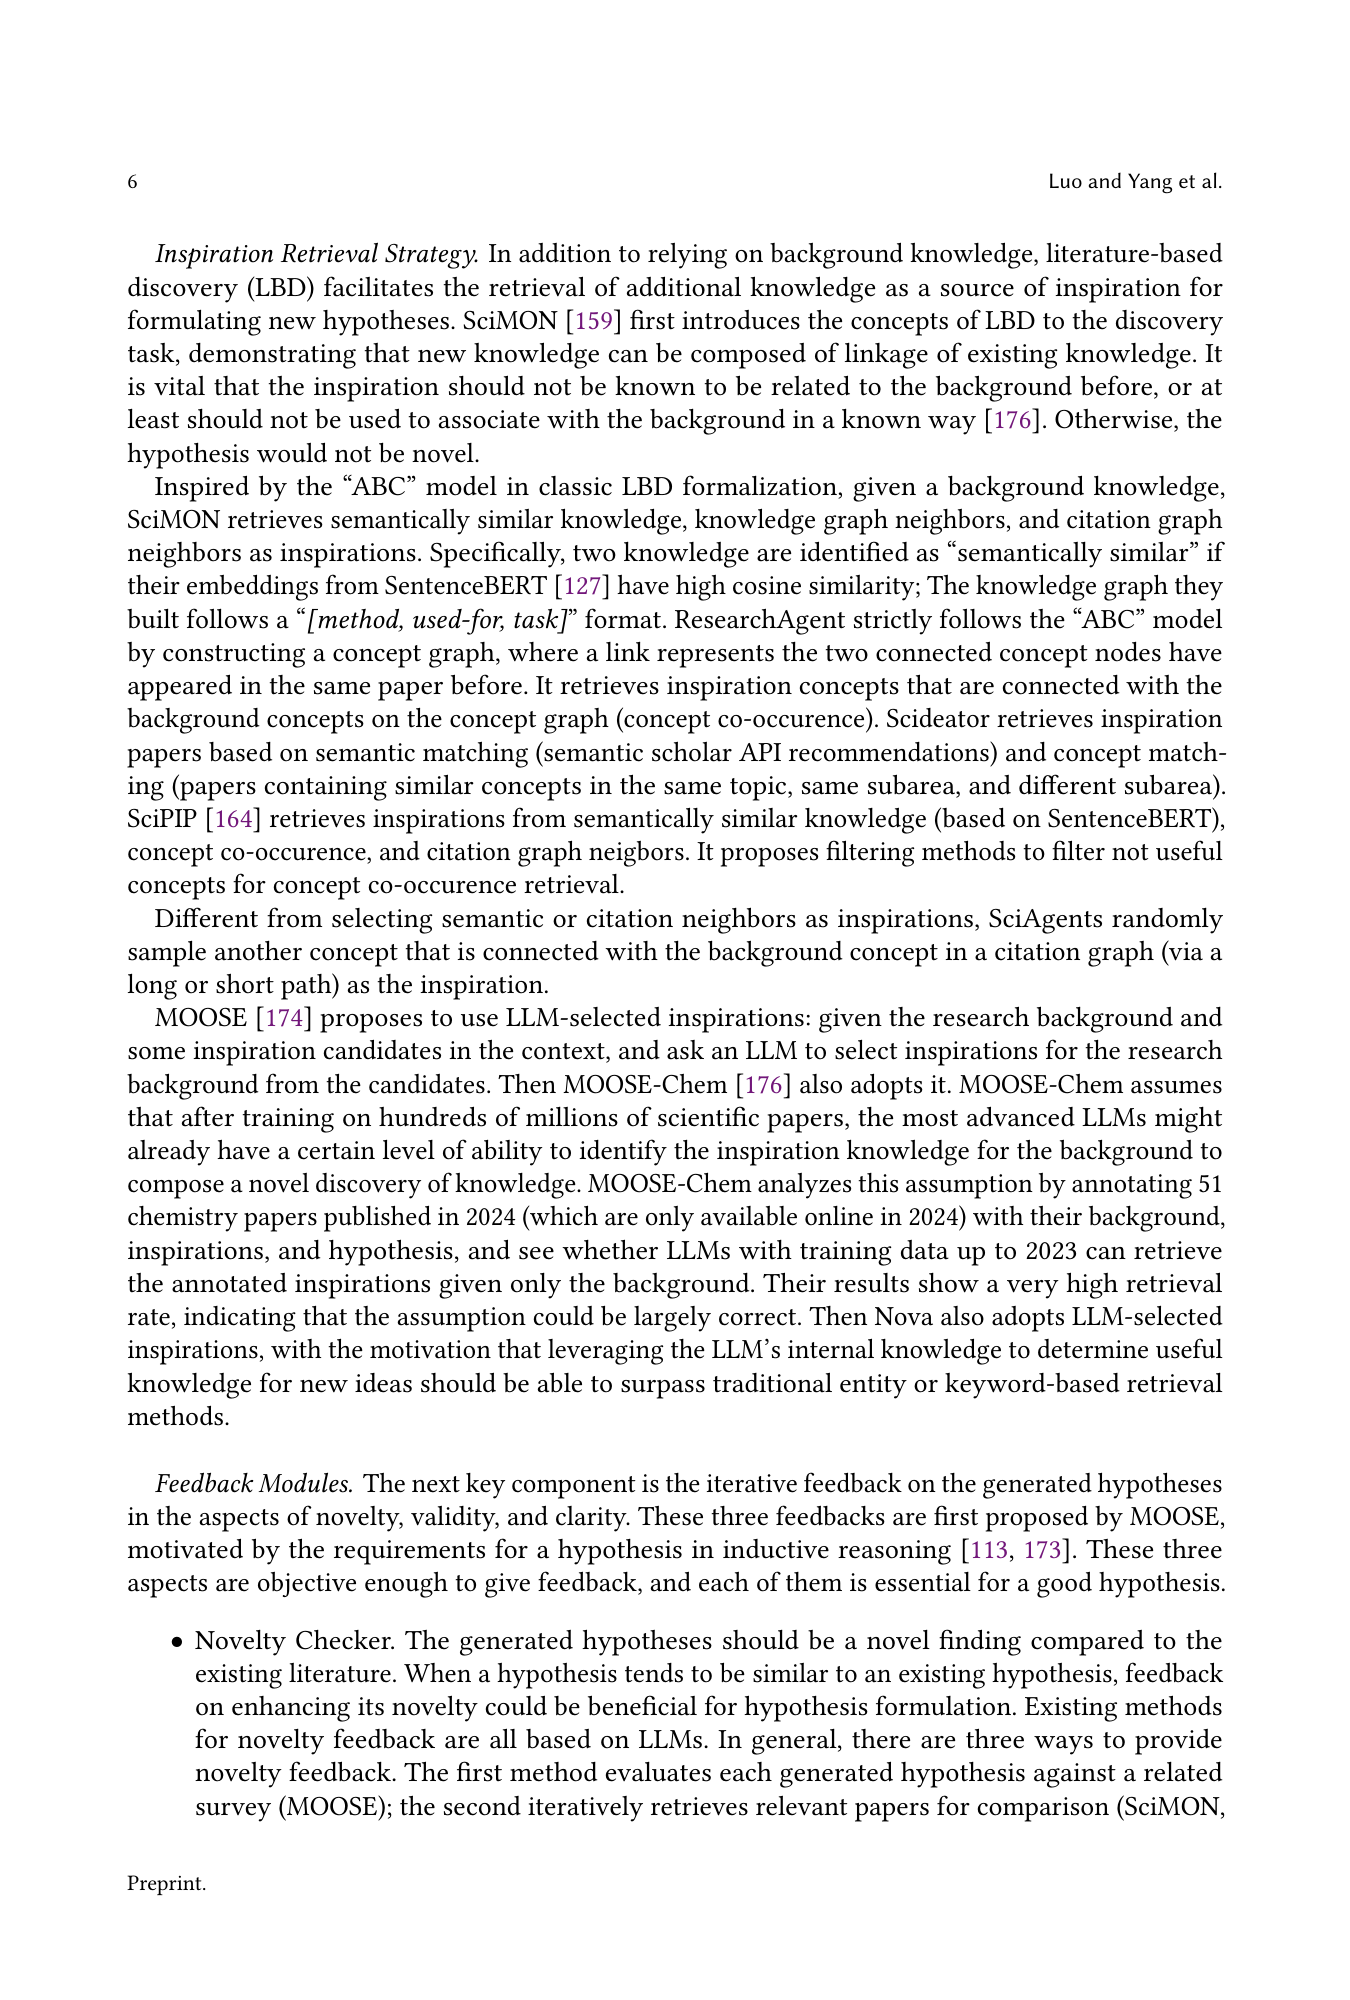 6
Luo and Yang et al.
Inspiration Retrieval Strategy. In addition to relying on background knowledge, literature-based
discovery (LBD) facilitates the retrieval of additional knowledge as a source of inspiration for
formulating new hypotheses. SciMON [159] first introduces the concepts of LBD to the discovery
task, demonstrating that new knowledge can be composed of linkage of existing knowledge. It
is vital that the inspiration should not be known to be related to the background before, or at
least should not be used to associate with the background in a known way [176]. Otherwise, the
hypothesis would not be novel.
Inspired by the “ABC” model in classic LBD formalization, given a background knowledge,
SciMON retrieves semantically similar knowledge, knowledge graph neighbors, and citation graph
neighbors as inspirations. Specifically, two knowledge are identified as “semantically similar” if
their embeddings from SentenceBERT [127] have high cosine similarity; The knowledge graph they
built follows a “[method, used-for, task]” format. ResearchAgent strictly follows the “ABC” model
by constructing a concept graph, where a link represents the two connected concept nodes have
appeared in the same paper before. It retrieves inspiration concepts that are connected with the
background concepts on the concept graph (concept co-occurence). Scideator retrieves inspiration
papers based on semantic matching (semantic scholar API recommendations) and concept match-
ing (papers containing similar concepts in the same topic, same subarea, and different subarea).
SciPIP [164] retrieves inspirations from semantically similar knowledge (based on SentenceBERT),
concept co-occurence, and citation graph neigbors. It proposes filtering methods to filter not useful
concepts for concept co-occurence retrieval.
Different from selecting semantic or citation neighbors as inspirations, SciAgents randomly
sample another concept that is connected with the background concept in a citation graph (via a
long or short path) as the inspiration.
MOOSE [174] proposes to use LLM-selected inspirations: given the research background and
some inspiration candidates in the context, and ask an LLM to select inspirations for the research
background from the candidates. Then MOOSE-Chem [176] also adopts it. MOOSE-Chem assumes
that after training on hundreds of millions of scientific papers, the most advanced LLMs might
already have a certain level of ability to identify the inspiration knowledge for the background to
compose a novel discovery of knowledge. MOOSE-Chem analyzes this assumption by annotating 51
chemistry papers published in 2024 (which are only available online in 2024) with their background,
inspirations, and hypothesis, and see whether LLMs with training data up to 2023 can retrieve
the annotated inspirations given only the background. Their results show a very high retrieval
rate, indicating that the assumption could be largely correct. Then Nova also adopts LLM-selected
inspirations, with the motivation that leveraging the LLM’s internal knowledge to determine useful
knowledge for new ideas should be able to surpass traditional entity or keyword-based retrieval
methods.
Feedback Modules. The next key component is the iterative feedback on the generated hypotheses
in the aspects of novelty, validity, and clarity. These three feedbacks are first proposed by MOOSE,
motivated by the requirements for a hypothesis in inductive reasoning [113, 173]. These three
aspects are objective enough to give feedback, and each of them is essential for a good hypothesis.
• Novelty Checker. The generated hypotheses should be a novel finding compared to the
existing literature. When a hypothesis tends to be similar to an existing hypothesis, feedback
on enhancing its novelty could be beneficial for hypothesis formulation. Existing methods
for novelty feedback are all based on LLMs. In general, there are three ways to provide
novelty feedback. The first method evaluates each generated hypothesis against a related
survey (MOOSE); the second iteratively retrieves relevant papers for comparison (SciMON,
Preprint.